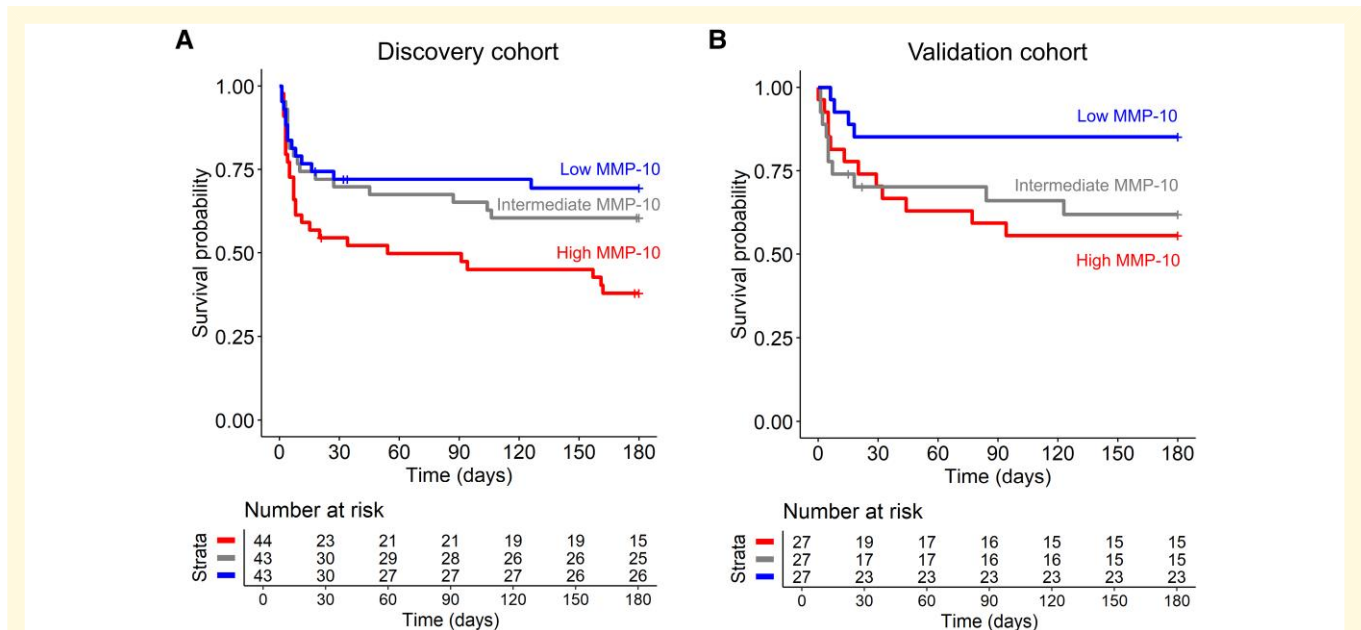 A
Discovery cohort
1.00
0.75
0.50
0.25
0.00
Survival probability
Low MMP-10
Intermediate MMP-10
High MMP-10
0 30 60 90 120 150 180
Time (days)
Number at risk
Strata
44 23 21 21 19 19 15
43 30 29 28 26 26 25
43 30 27 27 27 26 26
0 30 60 90 120 150 180
Time (days)
B
Validation cohort
1.00
0.75
0.50
0.25
0.00
Survival probability
Low MMP-10
Intermediate MMP-10
High MMP-10
0 30 60 90 120 150 180
Time (days)
Number at risk
Strata
27 19 17 16 15 15 15
27 17 17 16 16 15 15
27 23 23 23 23 23 23
0 30 60 90 120 150 180
Time (days)